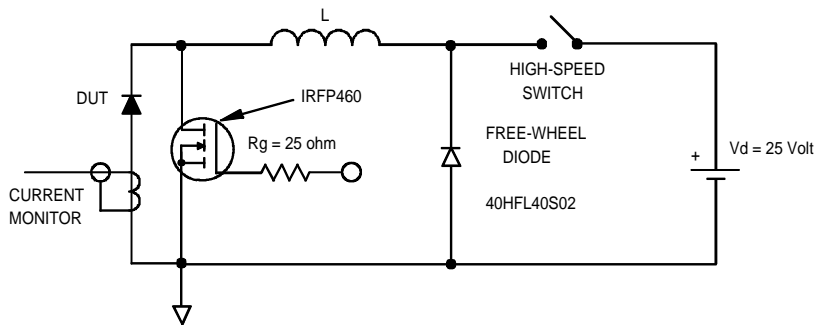 L
HIGH-SPEED
SWITCH
DUT
IRFP460
Rg = 25 ohm
FREE-WHEEL
DIODE
40HFL40S02
+
Vd = 25 Volt
CURRENT
MONITOR